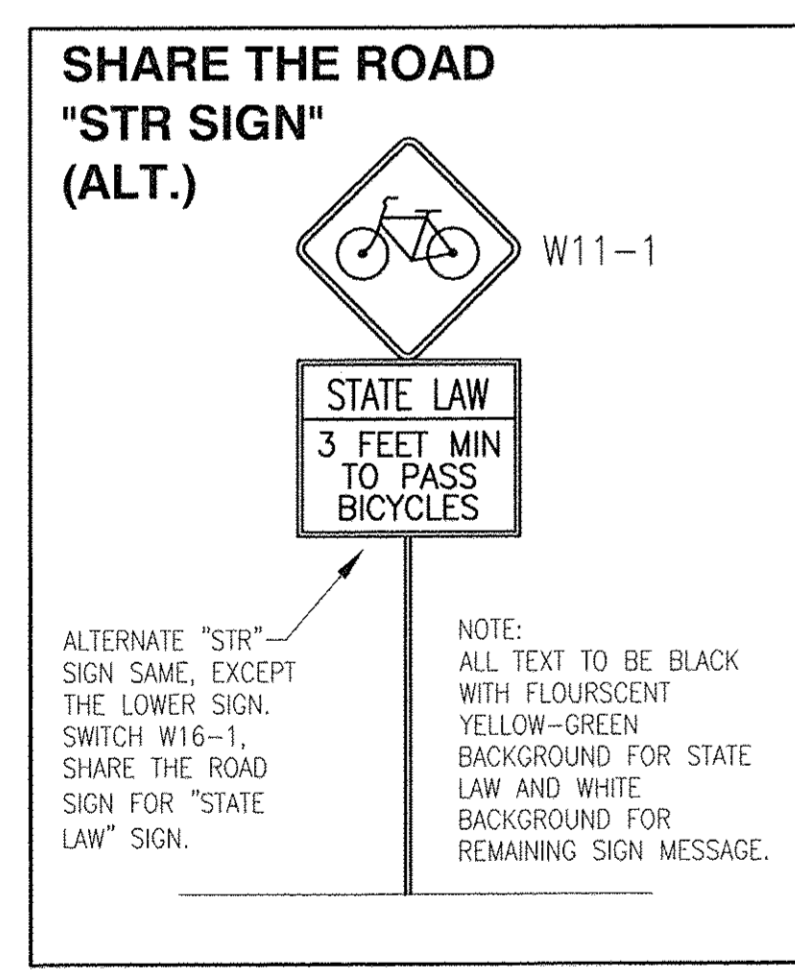 SHARE THE ROAD
"STR SIGN"
(ALT.)
W11-1
STATE LAW
3 FEET MIN
TO PASS
BICYCLES
ALTERNATE "STR"
SIGN SAME, EXCEPT
THE LOWER SIGN.
SWITCH W16-1,
SHARE THE ROAD
SIGN FOR "STATE
LAW" SIGN.
NOTE:
ALL TEXT TO BE BLACK
WITH FLOURSCENT
YELLOW-GREEN
BACKGROUND FOR STATE
LAW AND WHITE
BACKGROUND FOR
REMAINING SIGN MESSAGE.